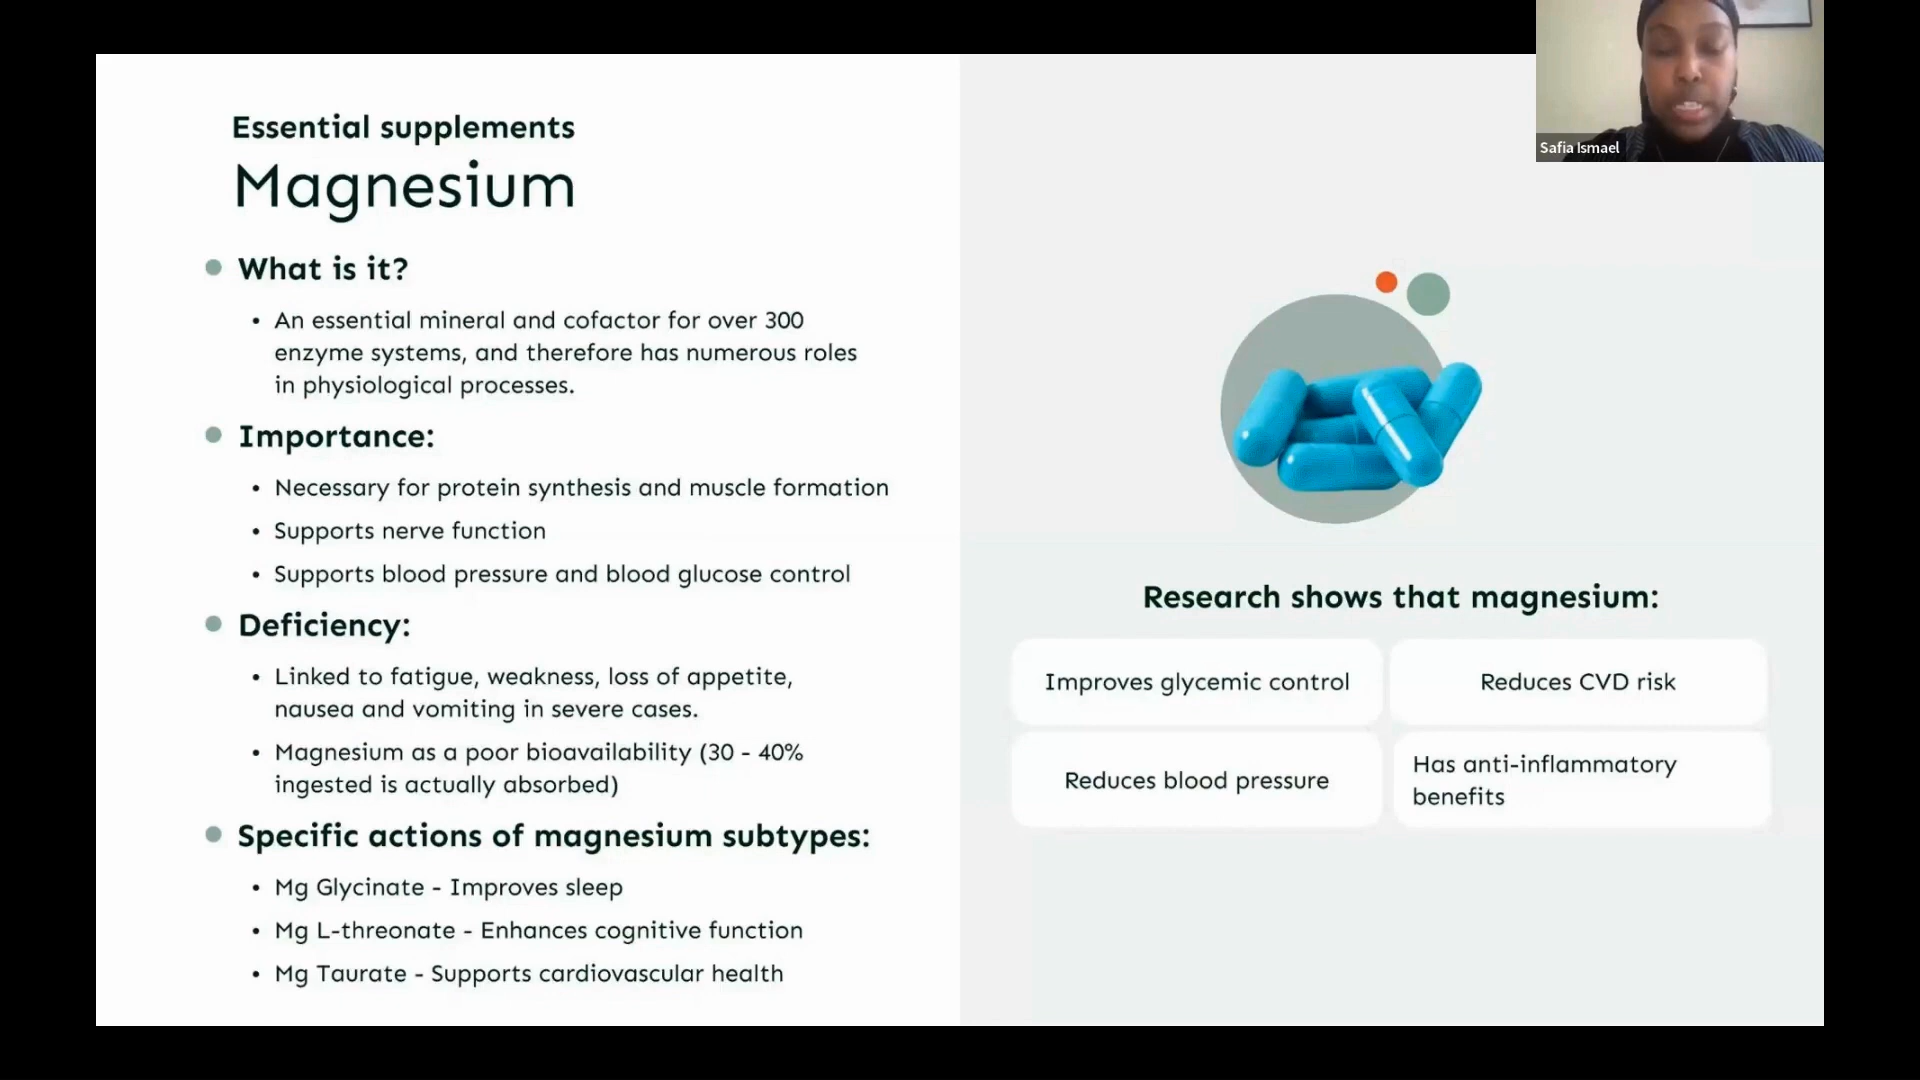 Essential supplements
Magnesium
What is it?
• An essential mineral and cofactor for over 300
enzyme systems, and therefore has numerous roles
in physiological processes.
Importance:
• Necessary for protein synthesis and muscle formation
• Supports nerve function
• Supports blood pressure and blood glucose control
Deficiency:
• Linked to fatigue, weakness, loss of appetite,
nausea and vomiting in severe cases.
• Magnesium as a poor bioavailability (30 - 40%
ingested is actually absorbed)
Specific actions of magnesium subtypes:
• Mg Glycinate - Improves sleep
• Mg L-threonate - Enhances cognitive function
• Mg Taurate - Supports cardiovascular health
Safia Ismael
Research shows that magnesium:
Improves glycemic control
Reduces CVD risk
Reduces blood pressure
Has anti-inflammatory
benefits